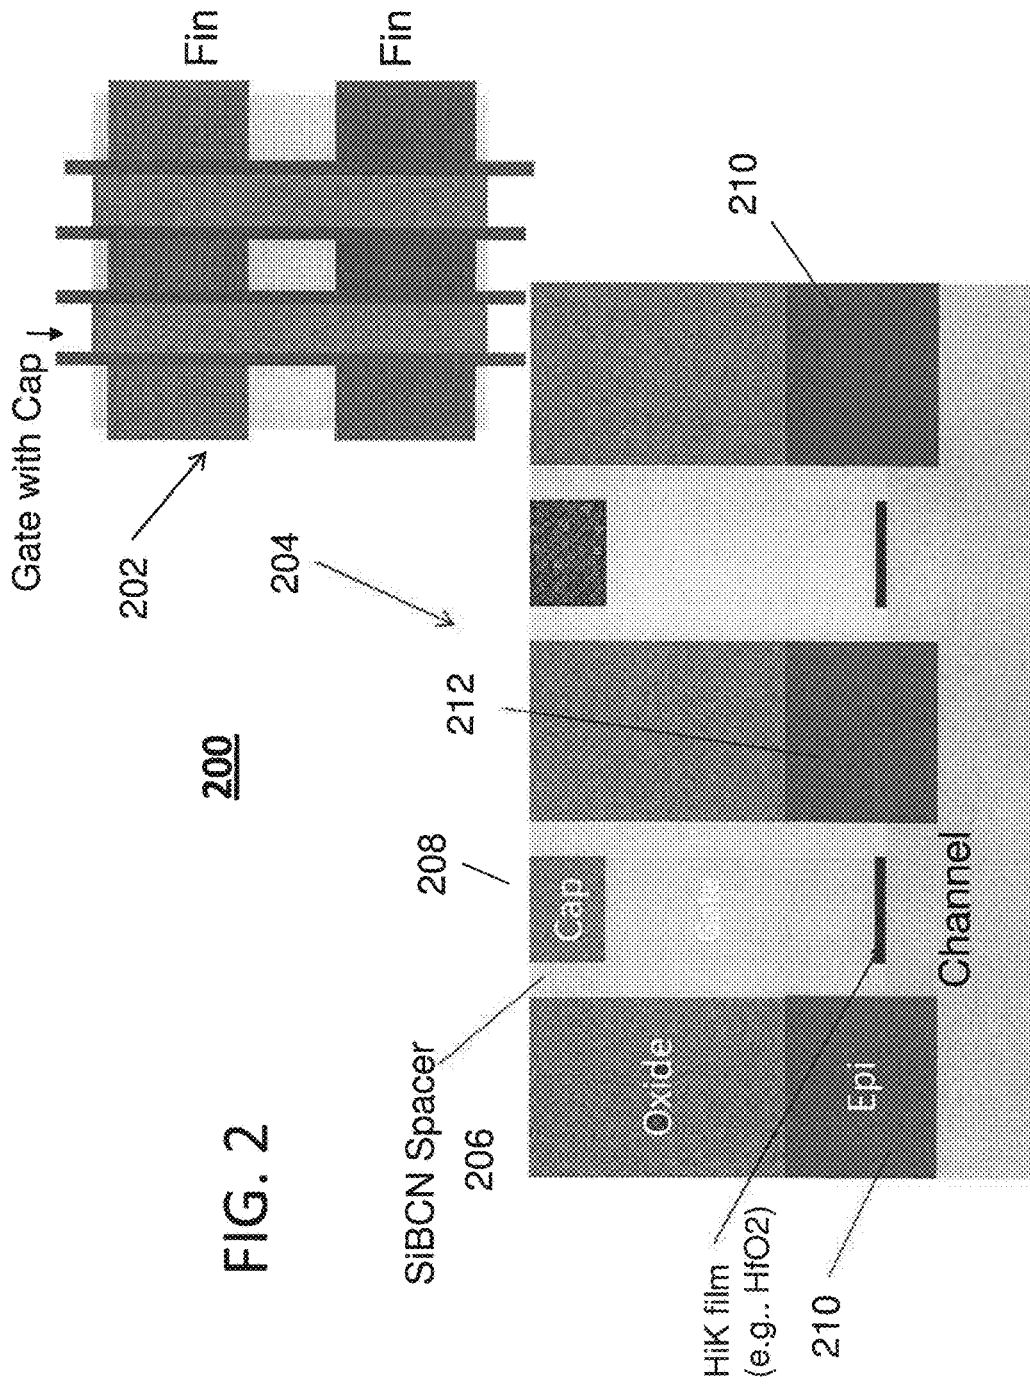 FIG. 2
200
Gate with Cap
Fin
Fin
202
204
SiBCN Spacer
206
208
212
210
Cap
Oxide
Epi
HiK film
(e.g.. HfO2)
210
Channel